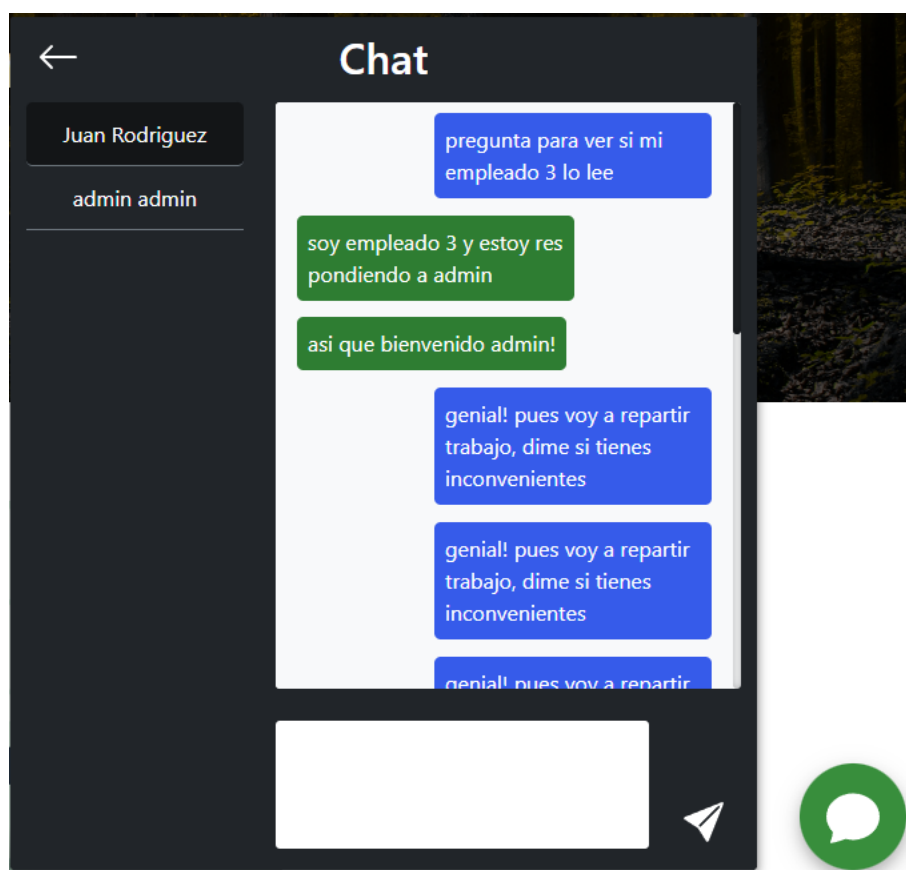 Chat
Juan Rodriguez
admin admin
pregunta para ver si mi
empleado 3 lo lee
soy empleado 3 y estoy res
pondiendo a admin
asi que bienvenido admin!
genial! pues voy a repartir
trabajo, dime si tienes
inconvenientes
genial! pues voy a repartir
trabajo, dime si tienes
inconvenientes
genial! pues voy a repartir